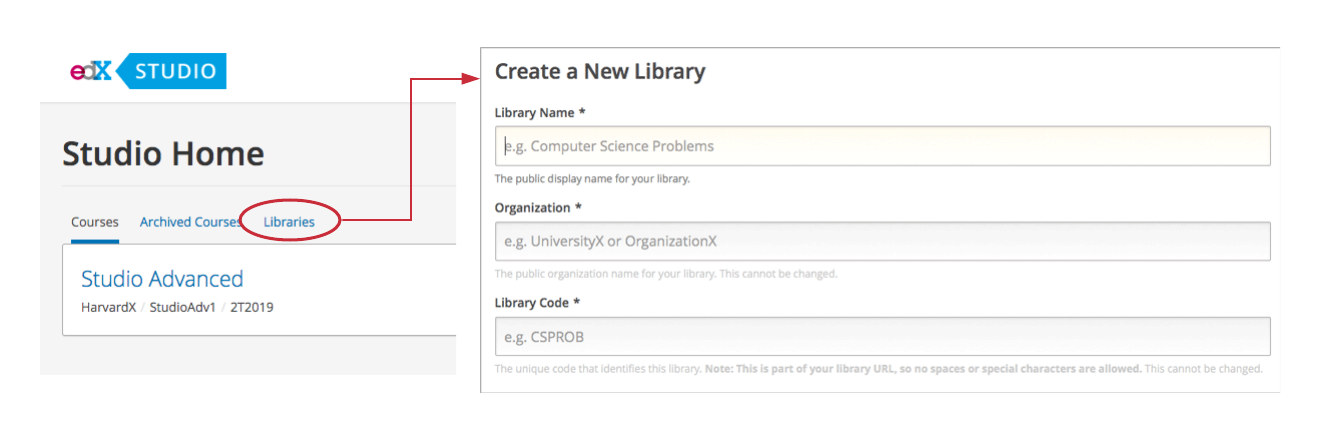 edX STUDIO
Studio Home
Courses Archived Courses Libraries
Studio Advanced
HarvardX / StudioAdv1 / 2T2019
Create a New Library
Library Name *
e.g. Computer Science Problems
The public display name for your library.
Organization *
e.g. UniversityX or OrganizationX
The public organization name for your library. This cannot be changed.
Library Code *
e.g. CSPROB
The unique code that identifies this library. Note: This is part of your library URL, so no spaces or special characters are allowed. This cannot be changed.